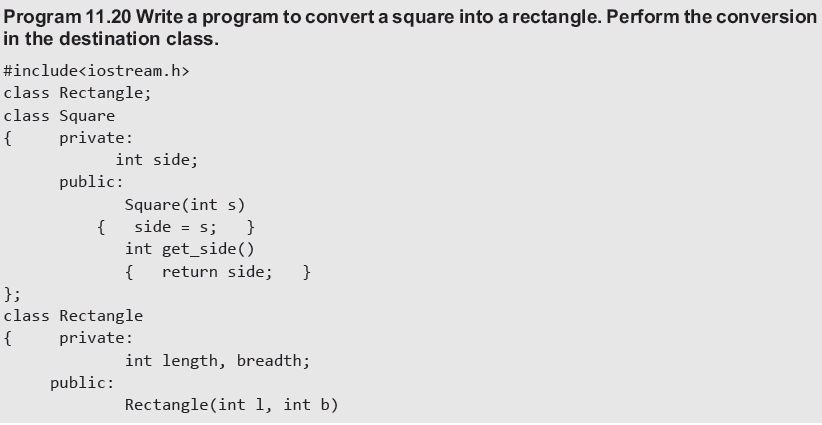 Program 11.20 Write a program to convert a square into a rectangle. Perform the conversion
in the destination class.
#include<iostream.h>
class Rectangle;
class Square
{ private:
int side;
public:
Square(int s)
{ side = s; }
int get_side()
{ return side; }
};
class Rectangle
{ private:
int length, breadth;
public:
Rectangle(int l, int b)